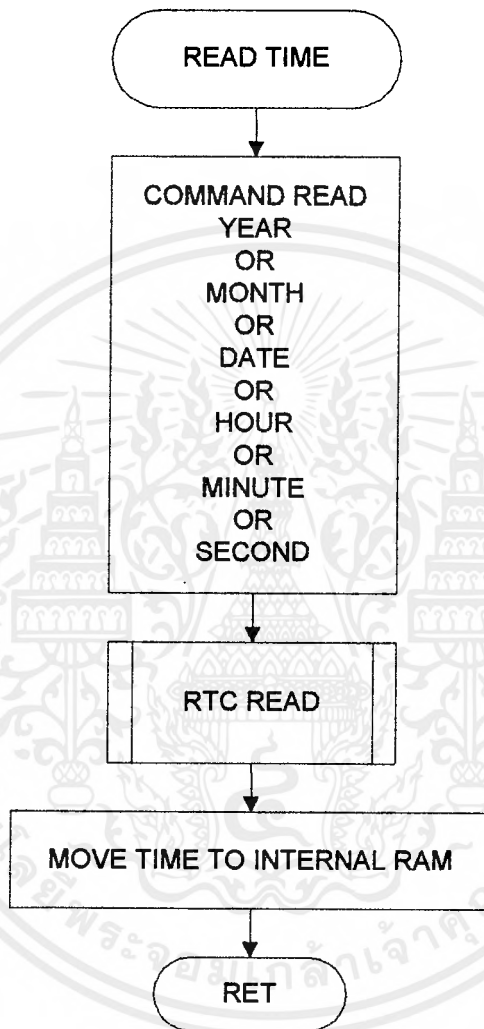 READ TIME
COMMAND READ
YEAR
OR
MONTH
OR
DATE
OR
HOUR
OR
MINUTE
OR
SECOND
RTC READ
MOVE TIME TO INTERNAL RAM
RET